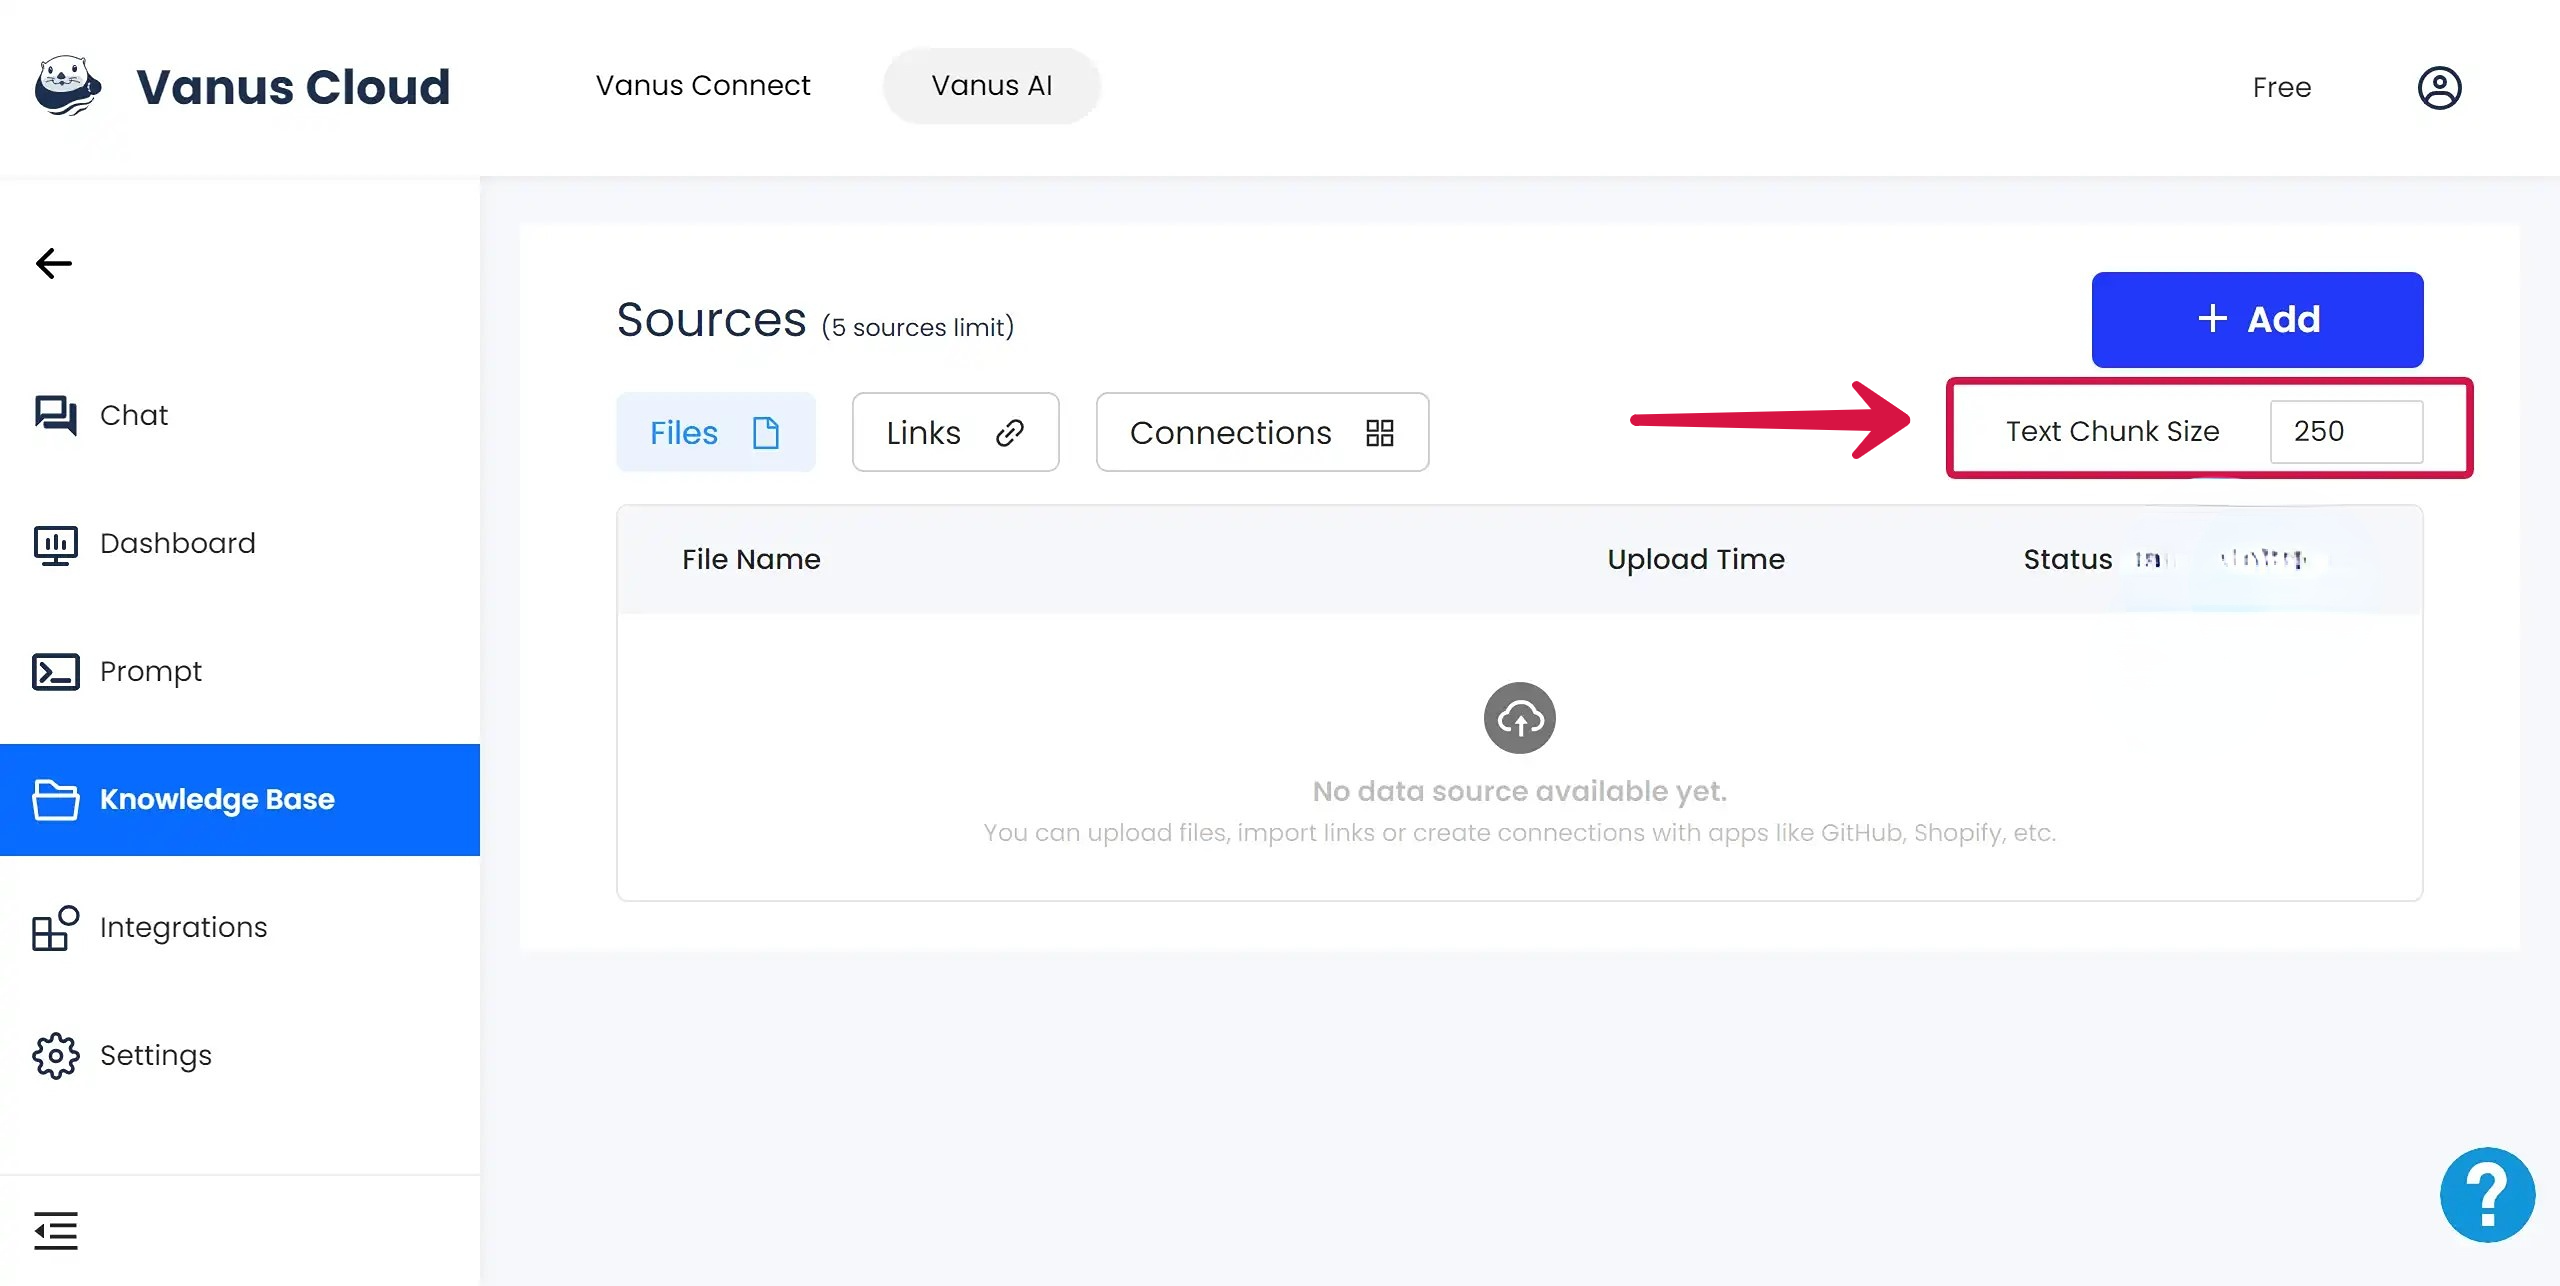 Vanus Cloud
Vanus Connect
Vanus AI
Free
Chat
Dashboard
Prompt
Knowledge Base
Integrations
Settings
Sources (5 sources limit)
+ Add
Files
Links
Connections
Text Chunk Size 250
File Name
Upload Time
Status
No data source available yet.
You can upload files, import links or create connections with apps like GitHub, Shopify, etc.
?